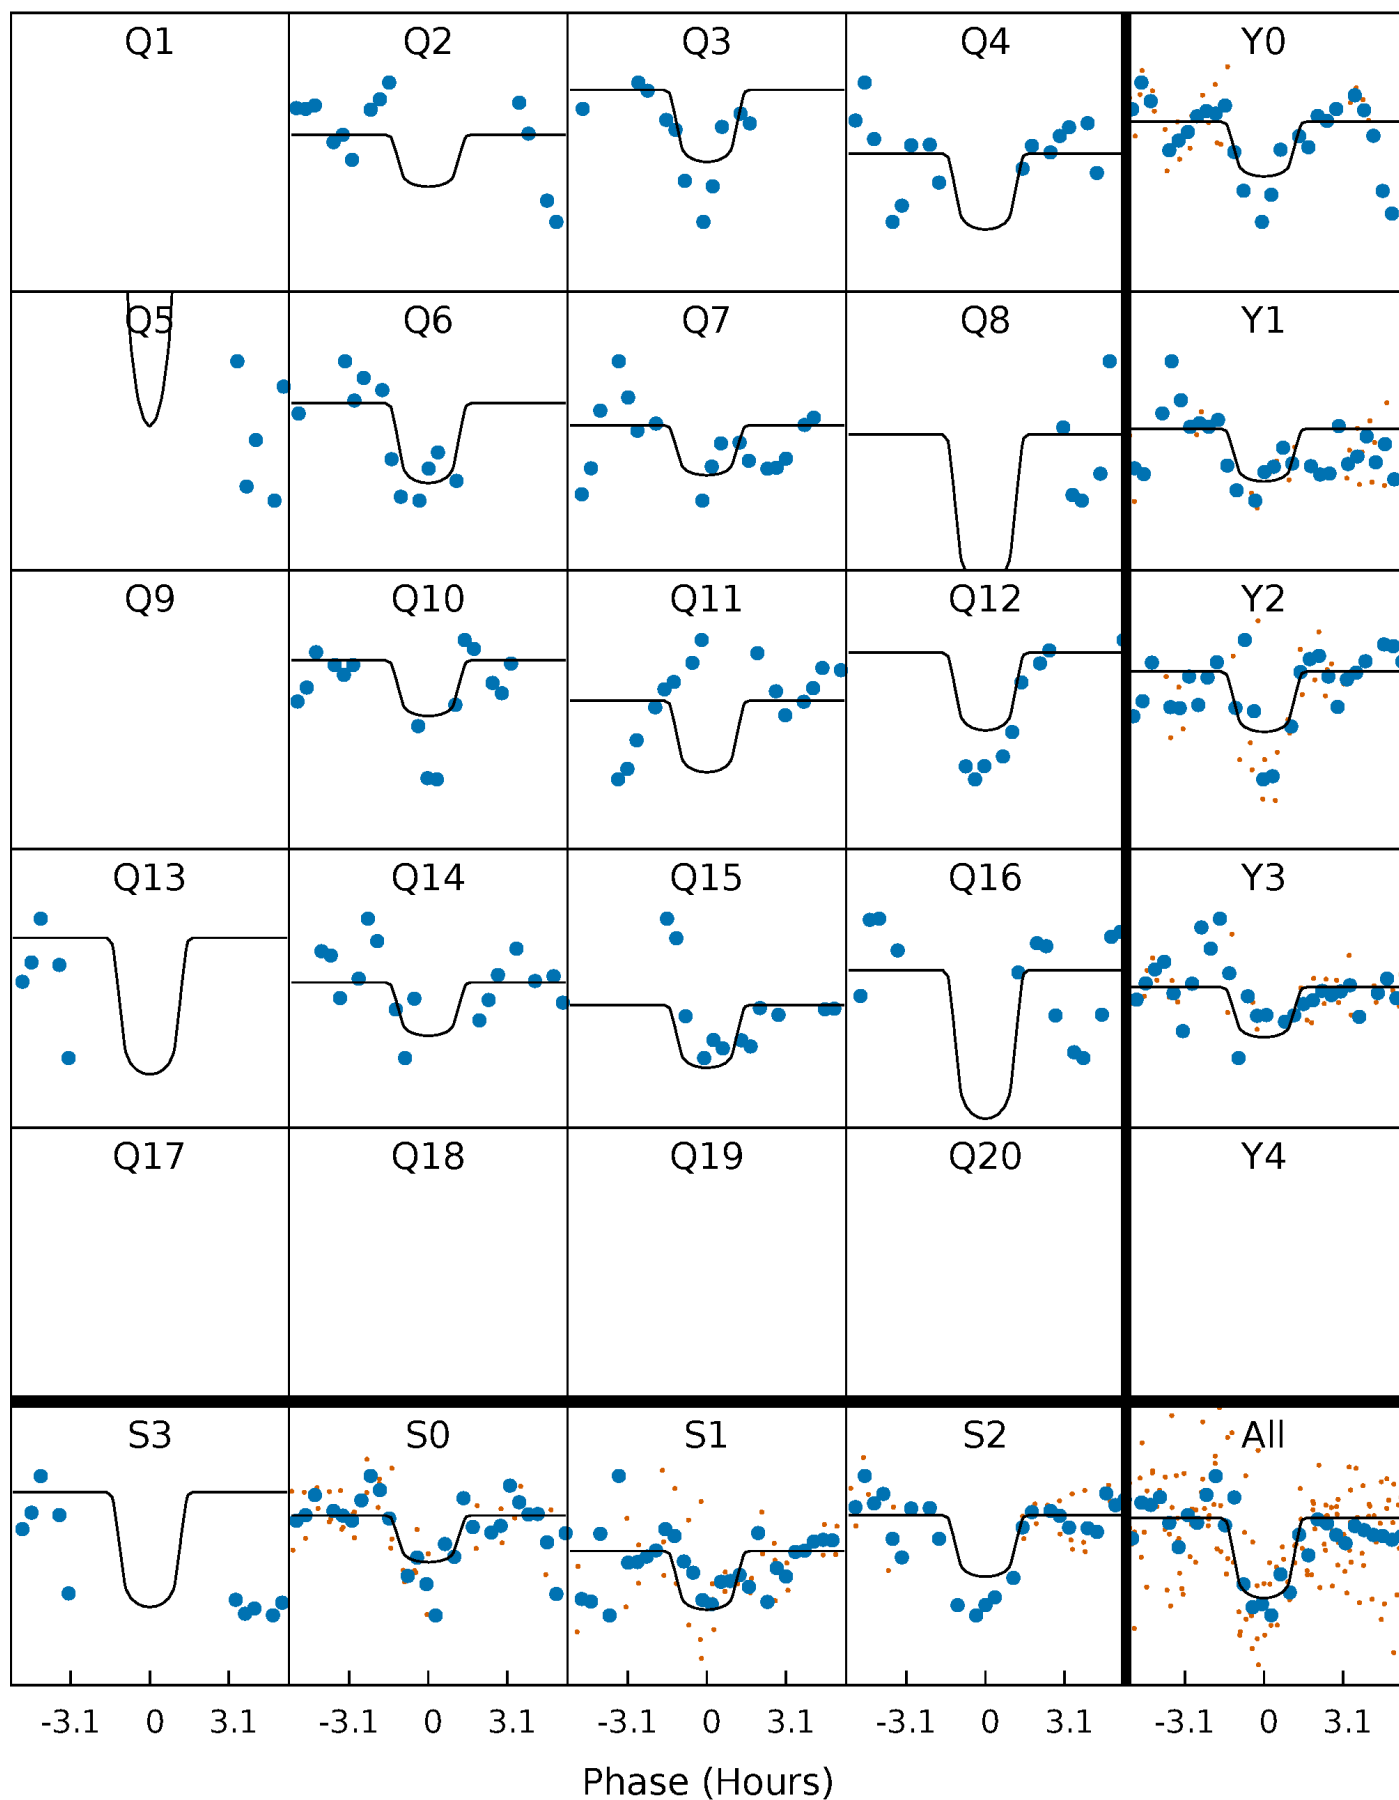 Q1 Q2 Q3 Q4 Y0
Q5 Q6 Q7 Q8 Y1
Q9 Q10 Q11 Q12 Y2
Q13 Q14 Q15 Q16 Y3
Q17 Q18 Q19 Q20 Y4
S3 S0 S1 S2 All
-3.1 0 3.1 -3.1 0 3.1 -3.1 0 3.1 -3.1 0 3.1 -3.1 0 3.1
Phase (Hours)